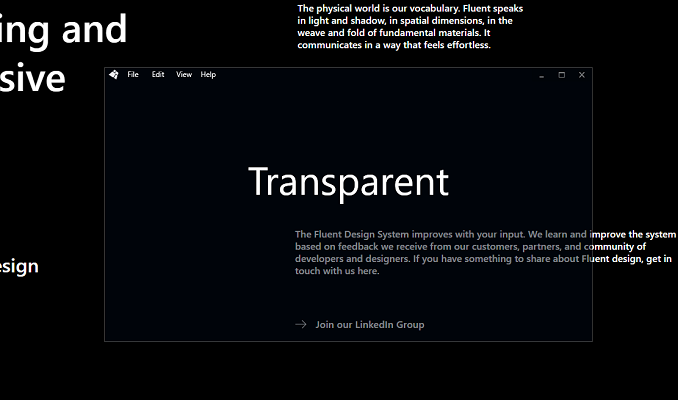 ing and
sive
The physical world is our vocabulary. Fluent speaks
in light and shadow, in spatial dimensions, in the
weave and fold of fundamental materials. It
communicates in a way that feels effortless.
File Edit View Help
Transparent
The Fluent Design System improves with your input. We learn and improve the system
based on feedback we receive from our customers, partners, and community of
developers and designers. If you have something to share about Fluent design, get in
touch with us here.
esign
Join our LinkedIn Group